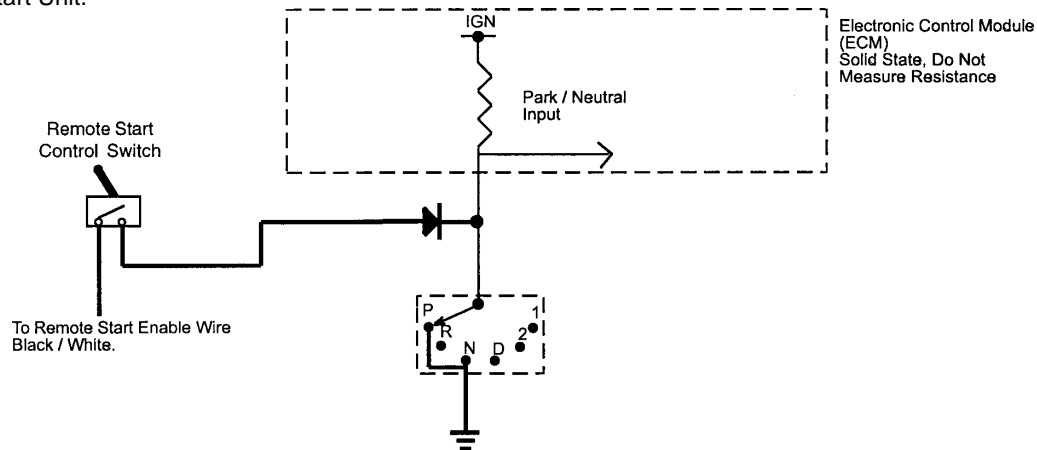 tart Unit.
IGN
Electronic Control Module
(ECM)
Solid State, Do Not
Measure Resistance
Park / Neutral
Input
Remote Start
Control Switch
P
R
N
D
2
1
To Remote Start Enable Wire
Black / White.